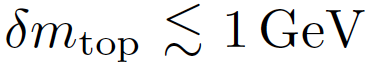 δm_top ≲ 1 GeV